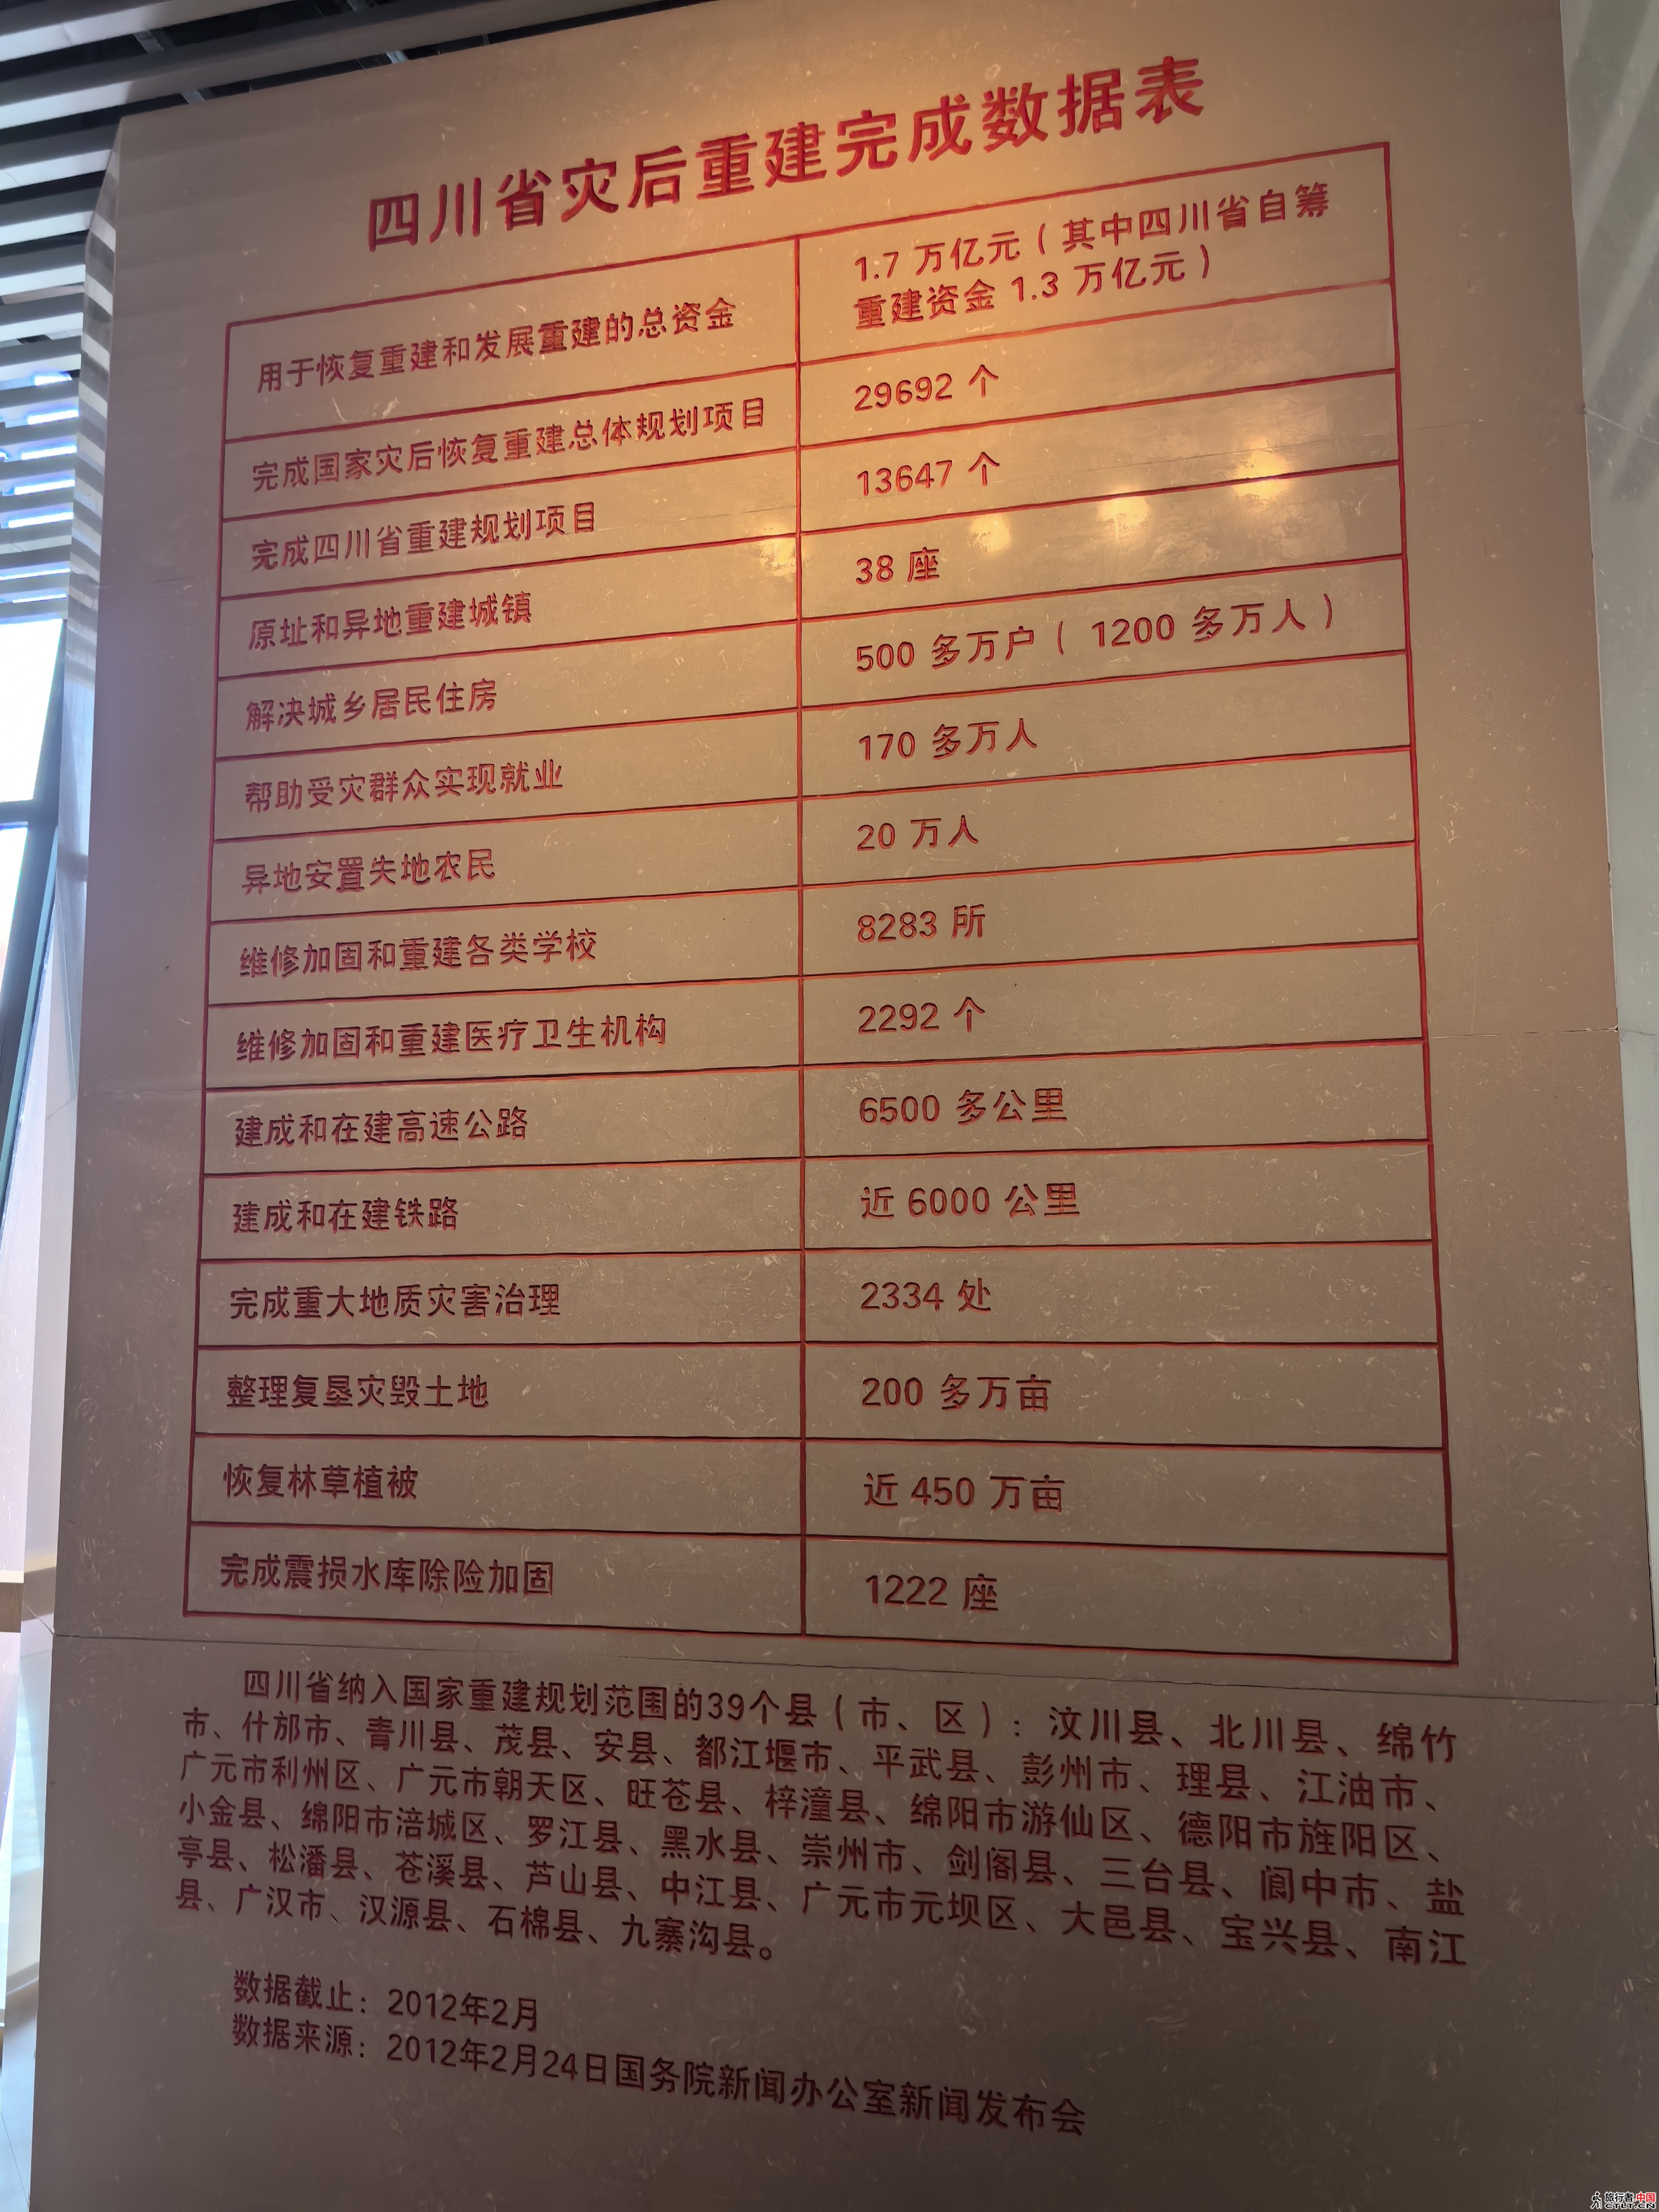 四川省灾后重建完成数据表
用于恢复重建和发展重建的总资金
1.7 万亿元（其中四川省自筹
重建资金 1.3 万亿元）
完成国家灾后恢复重建总体规划项目
29692 个
完成四川省重建规划项目
13647 个
原址和异地重建城镇
38 座
解决城乡居民住房
500 多万户（ 1200 多万人）
帮助受灾群众实现就业
170 多万人
异地安置失地农民
20 万人
维修加固和重建各类学校
8283 所
维修加固和重建医疗卫生机构
2292 个
建成和在建高速公路
6500 多公里
建成和在建铁路
近 6000 公里
完成重大地质灾害治理
2334 处
整理复垦灾毁土地
200 多万亩
恢复林草植被
近 450 万亩
完成震损水库除险加固
1222 座
四川省纳入国家重建规划范围的39个县（市、区）：汶川县、北川县、绵竹
市、什邡市、青川县、茂县、安县、都江堰市、平武县、彭州市、理县、江油市、
广元市利州区、广元市朝天区、旺苍县、梓潼县、绵阳市游仙区、德阳市旌阳区、
小金县、绵阳市涪城区、罗江县、黑水县、崇州市、剑阁县、三台县、阆中市、盐
亭县、松潘县、苍溪县、芦山县、中江县、广元市元坝区、大邑县、宝兴县、南江
县、广汉市、汉源县、石棉县、九寨沟县。
数据截止：2012年2月
数据来源：2012年2月24日国务院新闻办公室新闻发布会
旅行者中国
CTLT.CN